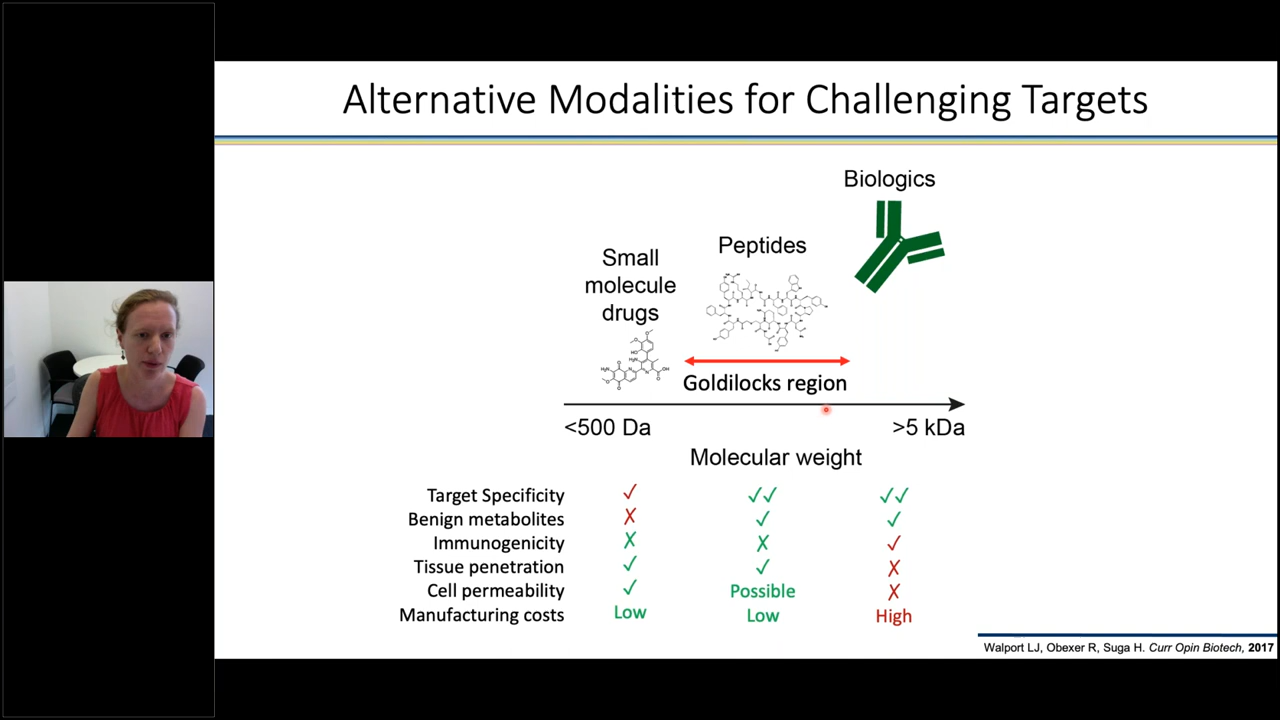 Alternative Modalities for Challenging Targets
Biologics
Peptides
Small
molecule
drugs
Goldilocks region
<500 Da
>5 kDa
Molecular weight
Target Specificity ✓ ✓✓ ✓✓
Benign metabolites ✗ ✓ ✓
Immunogenicity ✗ ✗ ✓
Tissue penetration ✓ ✓ ✗
Cell permeability ✓ Possible ✗
Manufacturing costs Low Low High
Walport LJ, Obexer R, Suga H. Curr Opin Biotech, 2017